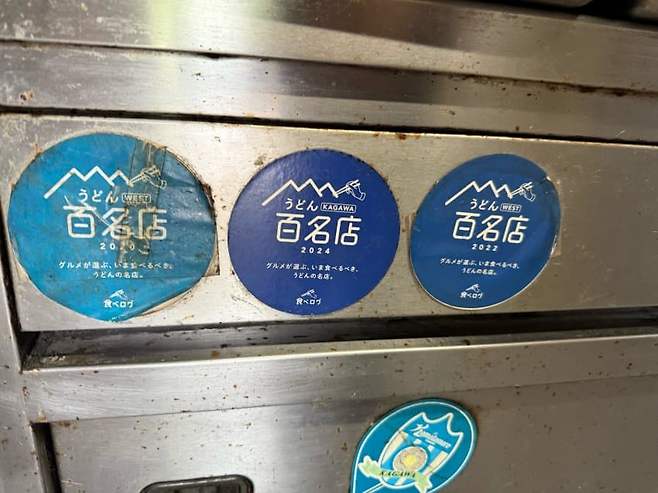 うどん WEST
百名店
2020
グルメが選ぶ、いま食べるべき、
うどんの名店。
食べログ
うどん KAGAWA
百名店
2024
グルメが選ぶ、いま食べるべき、
うどんの名店。
食べログ
うどん WEST
百名店
2022
グルメが選ぶ、いま食べるべき、
うどんの名店。
食べログ
KAGAWA